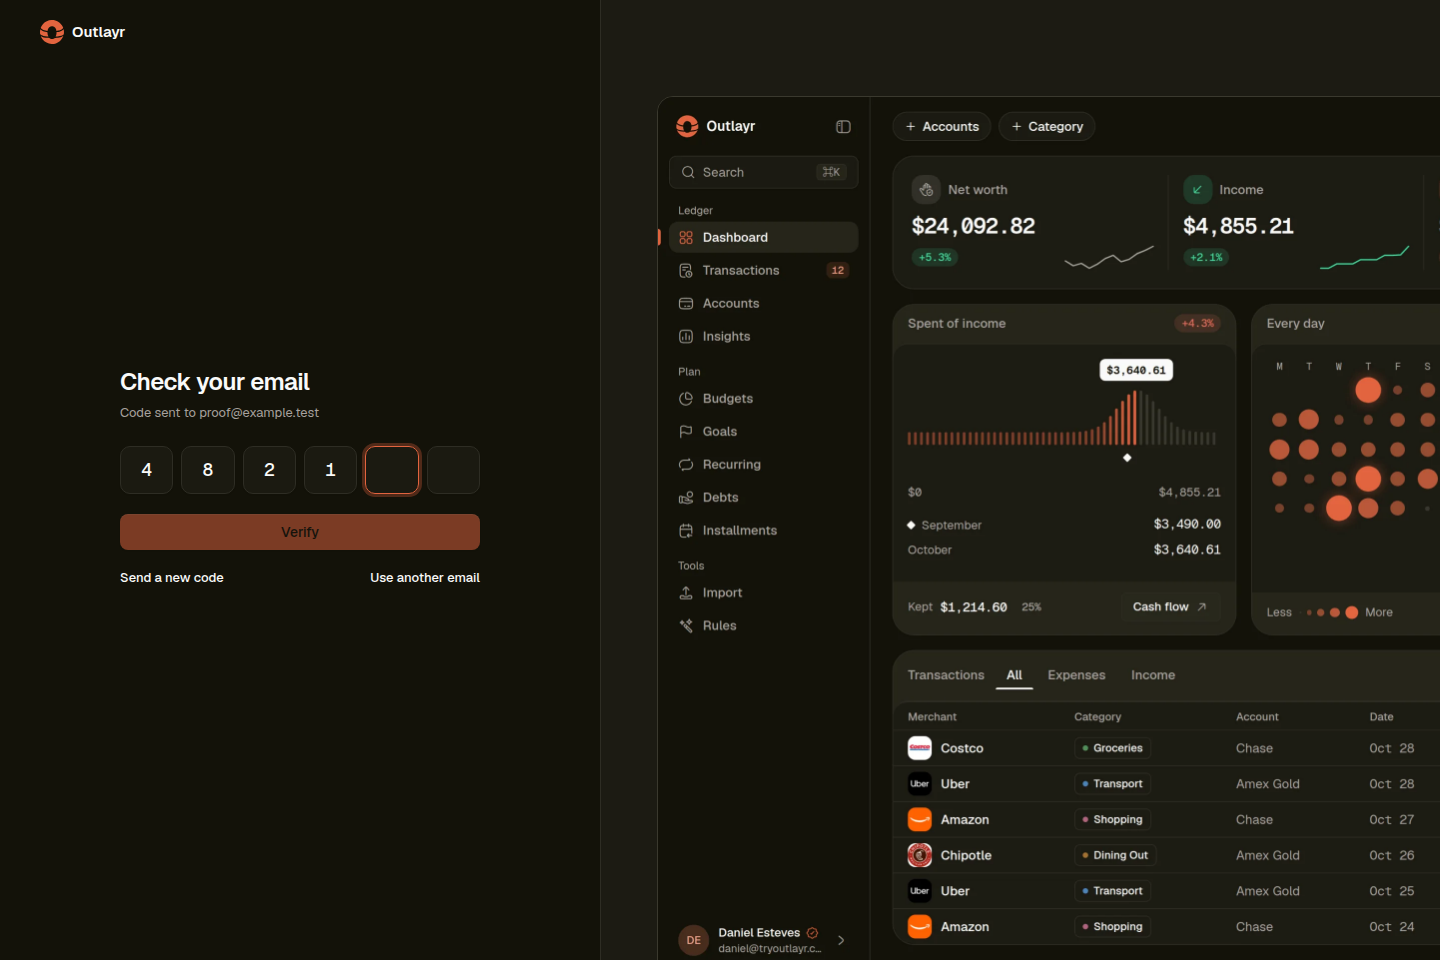 Outlayr
Check your email
Code sent to proof@example.test
4 8 2 1
Verify
Send a new code Use another email
Outlayr
Search ⌘K
Ledger
Dashboard
Transactions 12
Accounts
Insights
Plan
Budgets
Goals
Recurring
Debts
Installments
Tools
Import
Rules
DE
Daniel Esteves
daniel@tryoutlayr.c...
+ Accounts + Category
Net worth
$24,092.82
+5.3%
Income
$4,855.21
+2.1%
Spent of income +4.3%
$3,640.61
$0 $4,855.21
September $3,490.00
October $3,640.61
Kept $1,214.60 25% Cash flow
Every day
M T W T F S
Less More
Transactions All Expenses Income
Merchant Category Account Date
Costco Groceries Chase Oct 28
Uber Uber Transport Amex Gold Oct 28
Amazon Shopping Chase Oct 27
Chipotle Dining Out Amex Gold Oct 26
Uber Uber Transport Amex Gold Oct 25
Amazon Shopping Chase Oct 24